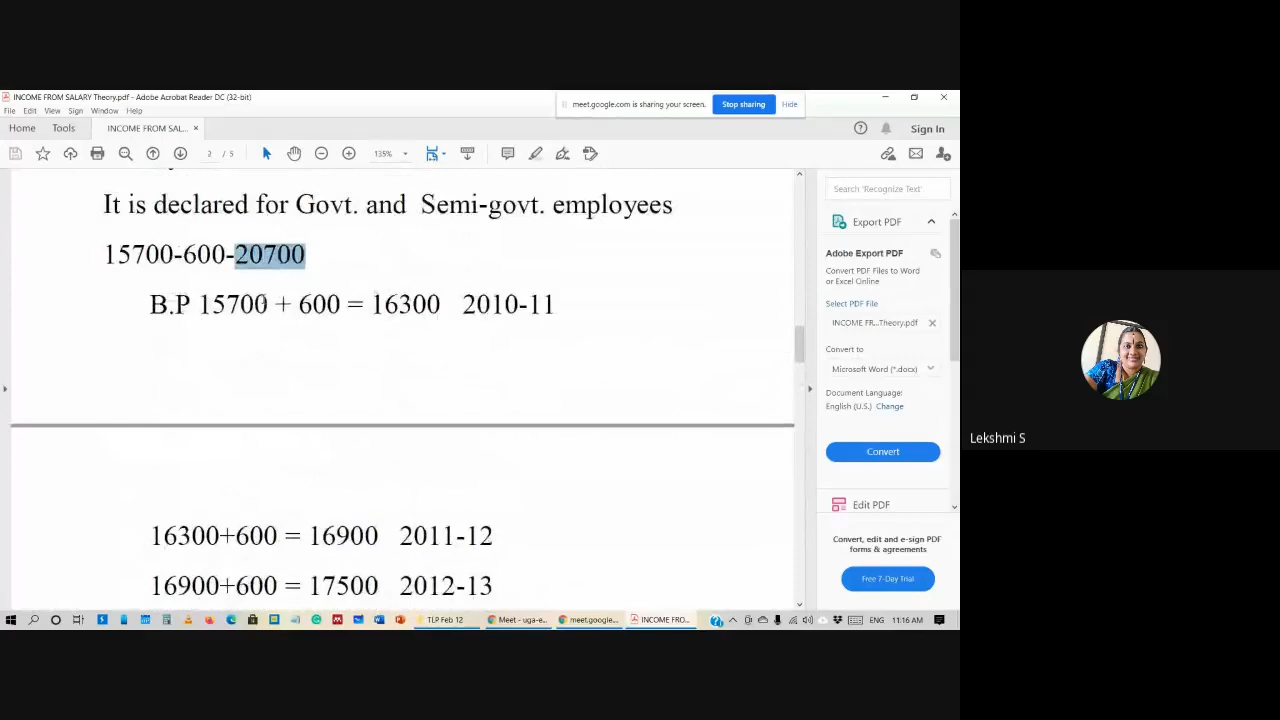 INCOME FROM SALARY Theory.pdf - Adobe Acrobat Reader DC (32-bit)
meet.google.com is sharing your screen. Stop sharing Hide
File Edit View Sign Window Help
Home Tools INCOME FROM SAL... × Sign In
2 / 5 135%
It is declared for Govt. and Semi-govt. employees
15700-600-20700
B.P 15700 + 600 = 16300 2010-11
16300+600 = 16900 2011-12
16900+600 = 17500 2012-13
Search 'Recognize Text'
Export PDF
Adobe Export PDF
Convert PDF Files to Word
or Excel Online
Select PDF File
INCOME FR...Theory.pdf
Convert to
Microsoft Word (*.docx)
Document Language:
English (U.S.) Change
Convert
Edit PDF
Convert, edit and e-sign PDF
forms & agreements
Free 7-Day Trial
Lekshmi S
TLP Feb 12 Meet - uga-e... meet.google... INCOME FRO... ENG 11:16 AM